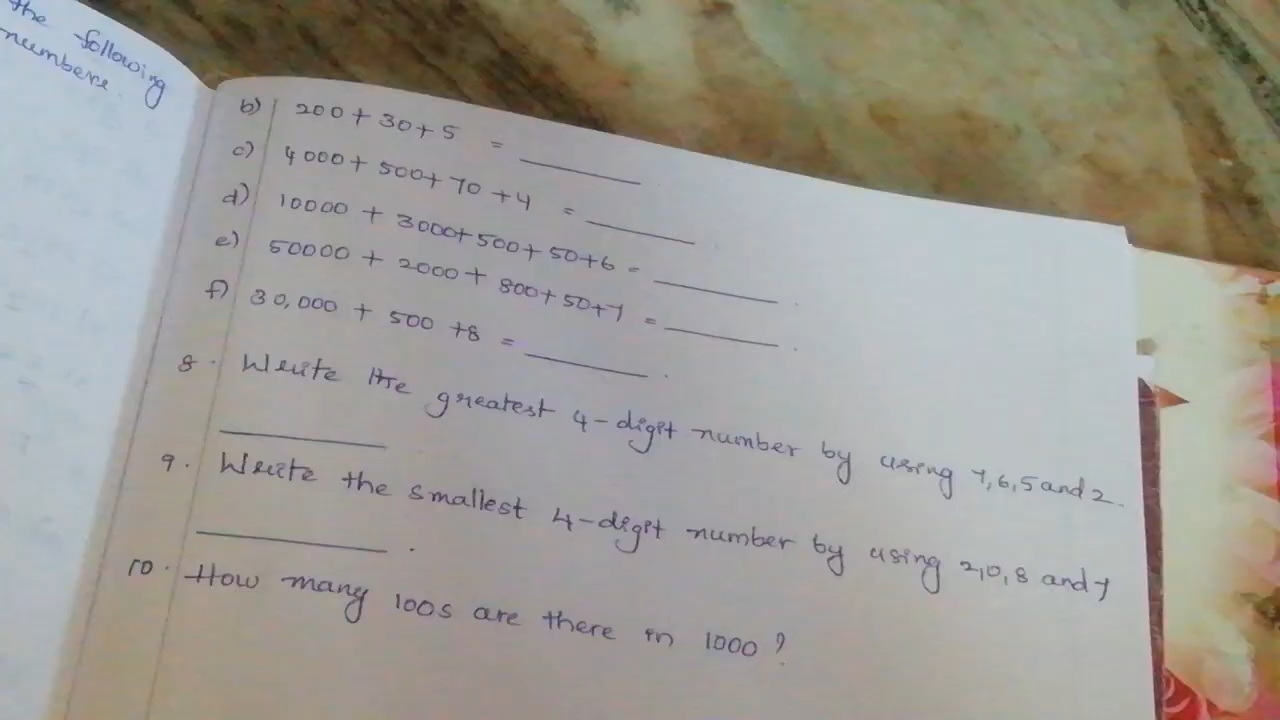 the following
numbers.
b) 200 + 30 + 5 = ________.
c) 4000 + 500 + 70 + 4 = ________
d) 10000 + 3000 + 500 + 50 + 6 = ________.
e) 50000 + 2000 + 800 + 50 + 7 = ________.
f) 30,000 + 500 + 8 = ________.
8. Write the greatest 4-digit number by using 7,6,5 and 2.
________
9. Write the smallest 4-digit number by using 2,0,8 and 7
________.
10. How many 100s are there in 1000?